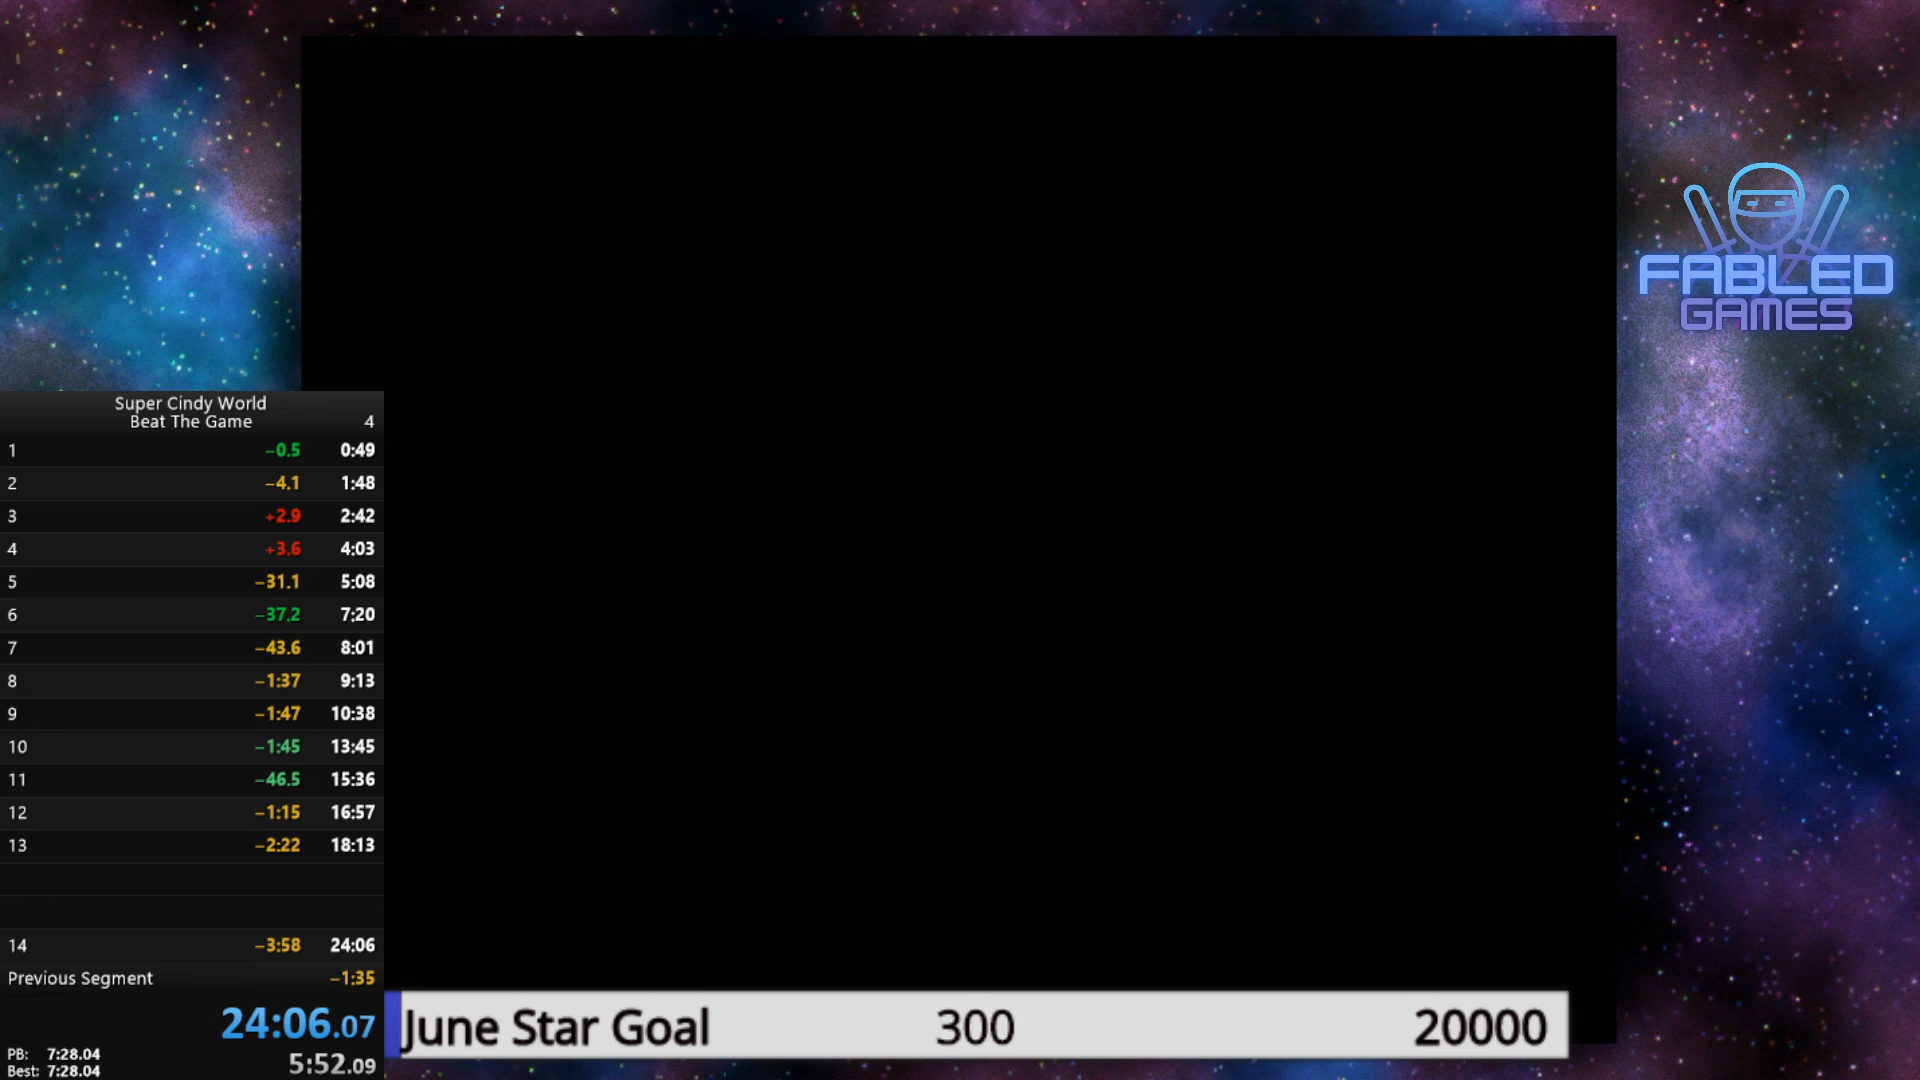 Super Cindy World
Beat The Game 4
1 −0.5 0:49
2 −4.1 1:48
3 +2.9 2:42
4 +3.6 4:03
5 −31.1 5:08
6 −37.2 7:20
7 −43.6 8:01
8 −1:37 9:13
9 −1:47 10:38
10 −1:45 13:45
11 −46.5 15:36
12 −1:15 16:57
13 −2:22 18:13
14 −3:58 24:06
Previous Segment −1:35
24:06.07
PB: 7:28.04
Best: 7:28.04
5:52.09
June Star Goal 300 20000
FABLED
GAMES